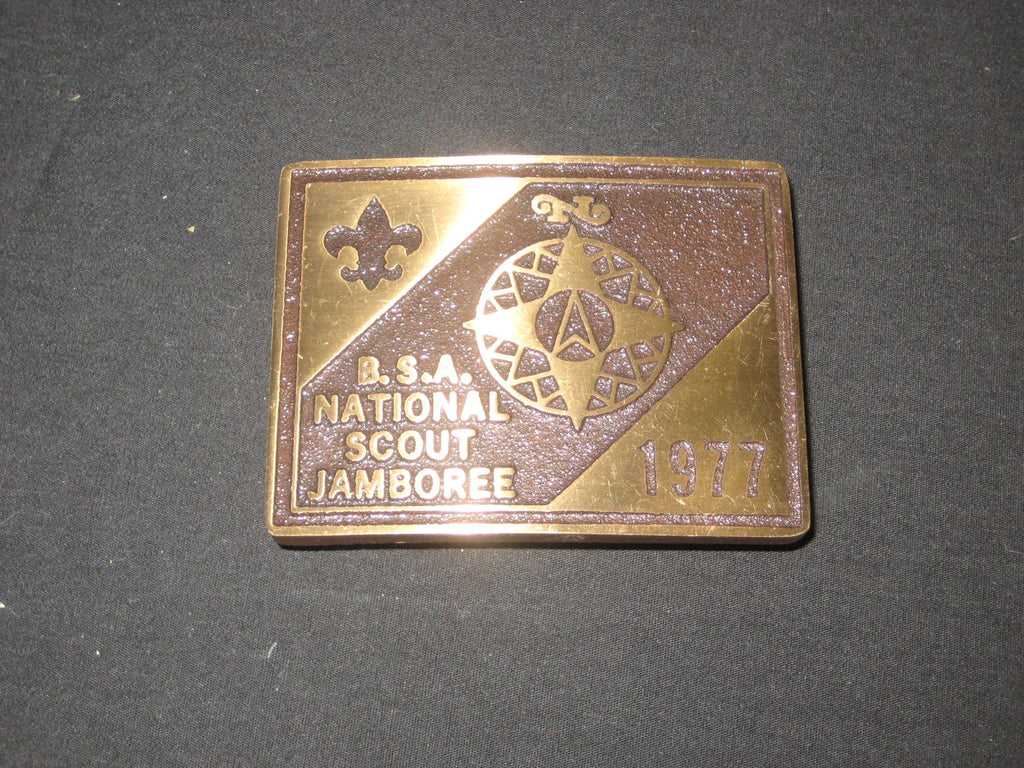 N
B.S.A.
NATIONAL
SCOUT
JAMBOREE
1977